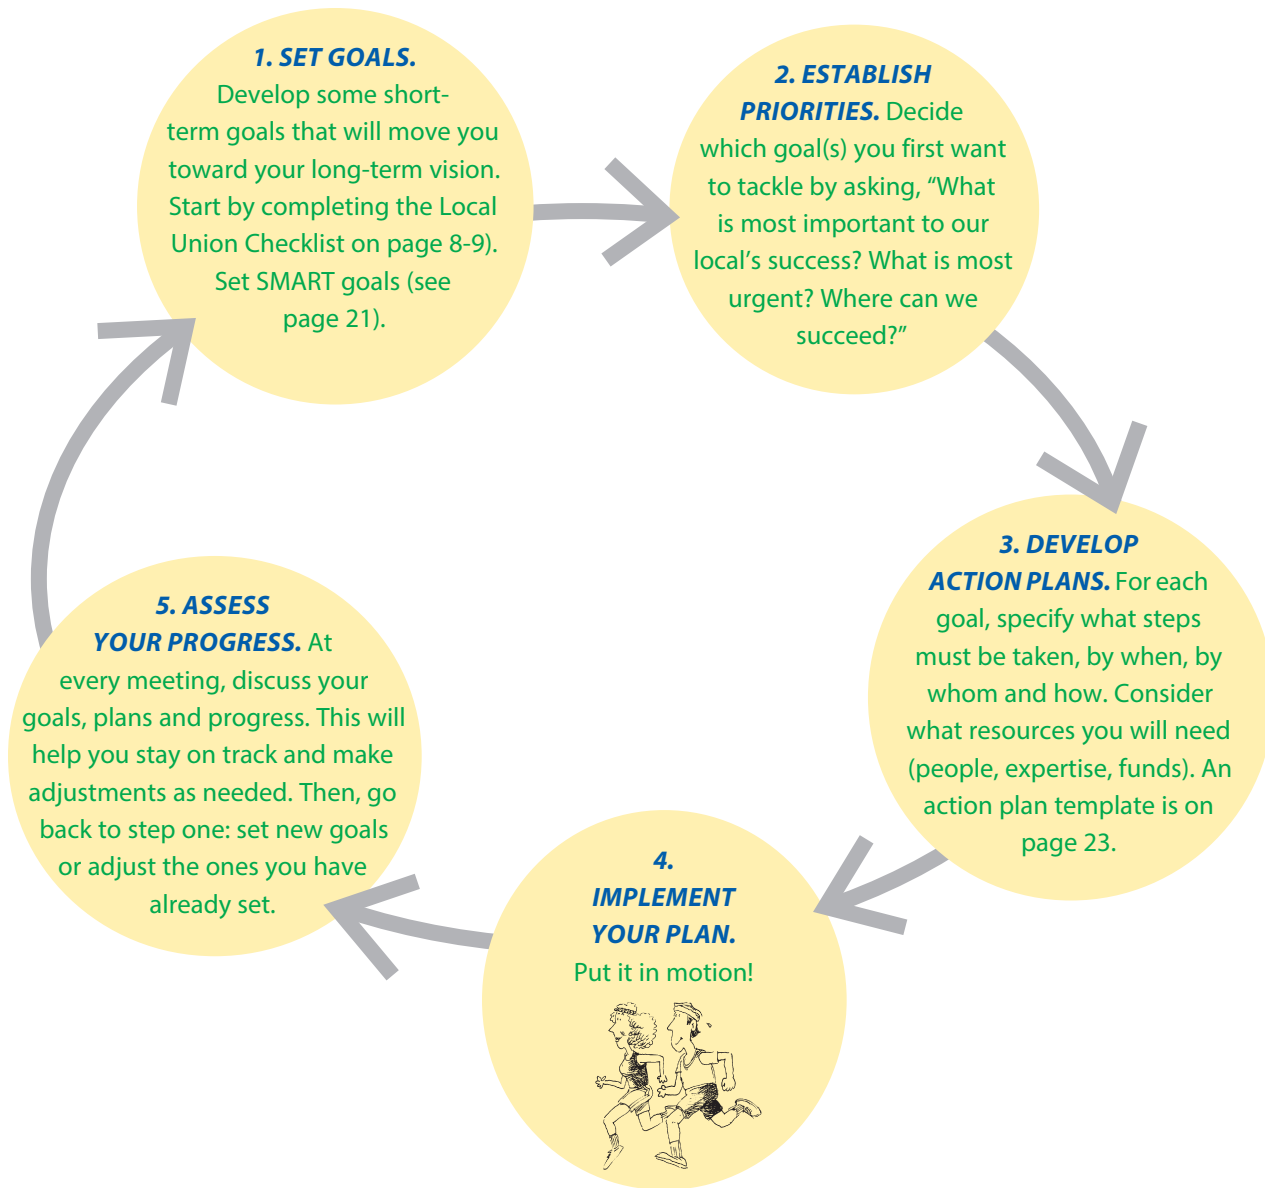 1. SET GOALS.
Develop some short-
term goals that will move you
toward your long-term vision.
Start by completing the Local
Union Checklist on page 8-9).
Set SMART goals (see
page 21).
2. ESTABLISH
PRIORITIES. Decide
which goal(s) you first want
to tackle by asking, “What
is most important to our
local’s success? What is most
urgent? Where can we
succeed?”
3. DEVELOP
ACTION PLANS. For each
goal, specify what steps
must be taken, by when, by
whom and how. Consider
what resources you will need
(people, expertise, funds). An
action plan template is on
page 23.
4.
IMPLEMENT
YOUR PLAN.
Put it in motion!
5. ASSESS
YOUR PROGRESS. At
every meeting, discuss your
goals, plans and progress. This will
help you stay on track and make
adjustments as needed. Then, go
back to step one: set new goals
or adjust the ones you have
already set.